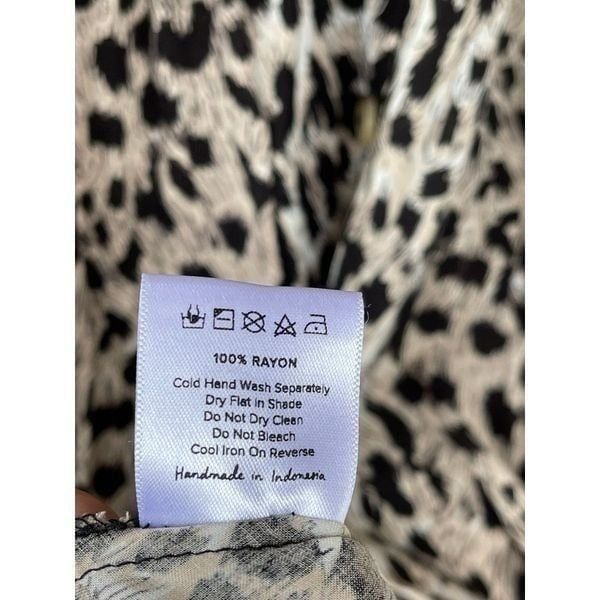 100% RAYON
Cold Hand Wash Separately
Dry Flat in Shade
Do Not Dry Clean
Do Not Bleach
Cool Iron On Reverse
Handmade in Indonesia